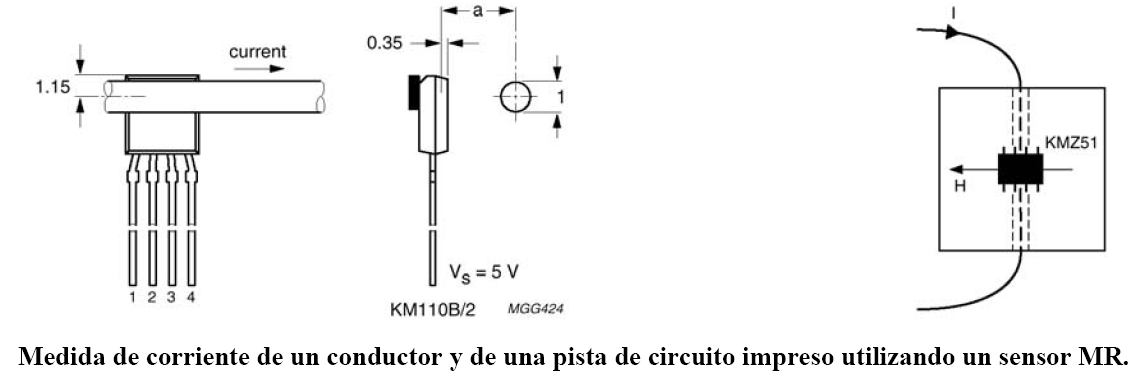 current
1.15
1 2 3 4
a
0.35
1
V_S = 5 V
KM110B/2
MGG424
I
KMZ51
H
Medida de corriente de un conductor y de una pista de circuito impreso utilizando un sensor MR.